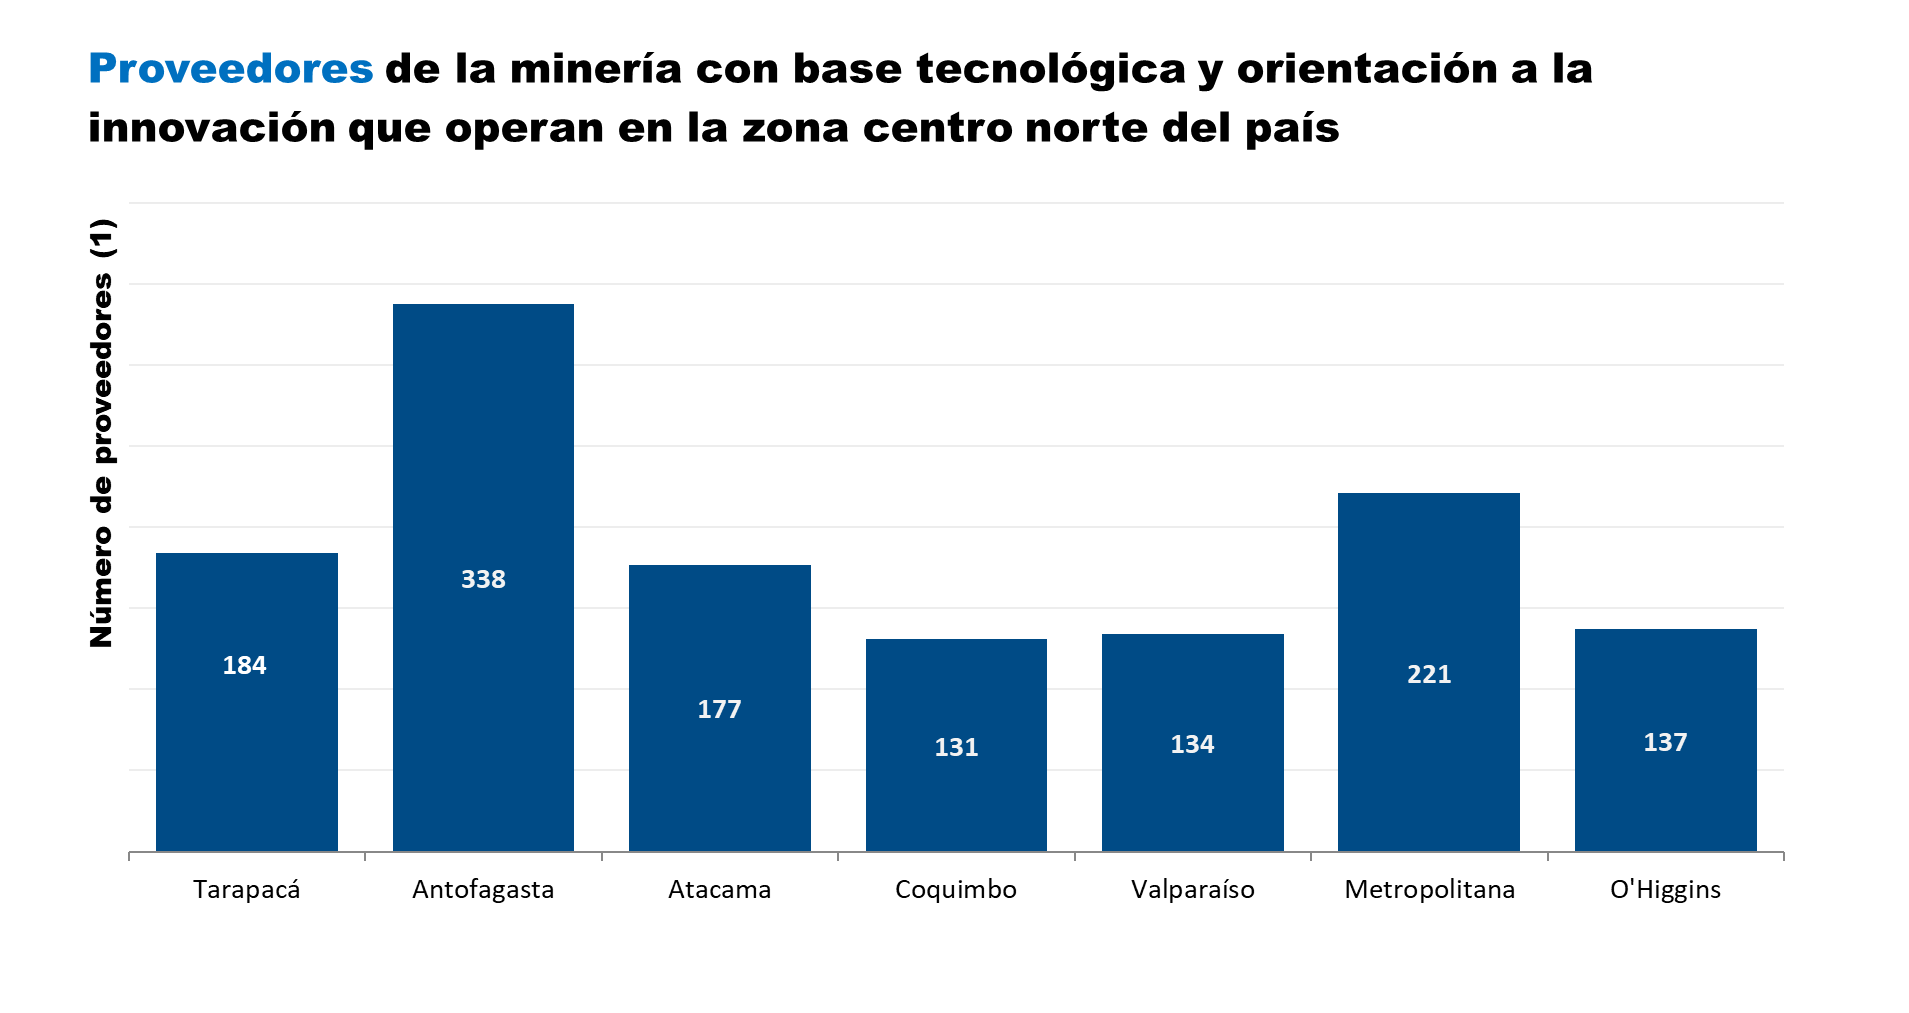 Proveedores de la minería con base tecnológica y orientación a la
innovación que operan en la zona centro norte del país
Número de proveedores (1)
184
338
177
131
134
221
137
Tarapacá
Antofagasta
Atacama
Coquimbo
Valparaíso
Metropolitana
O'Higgins